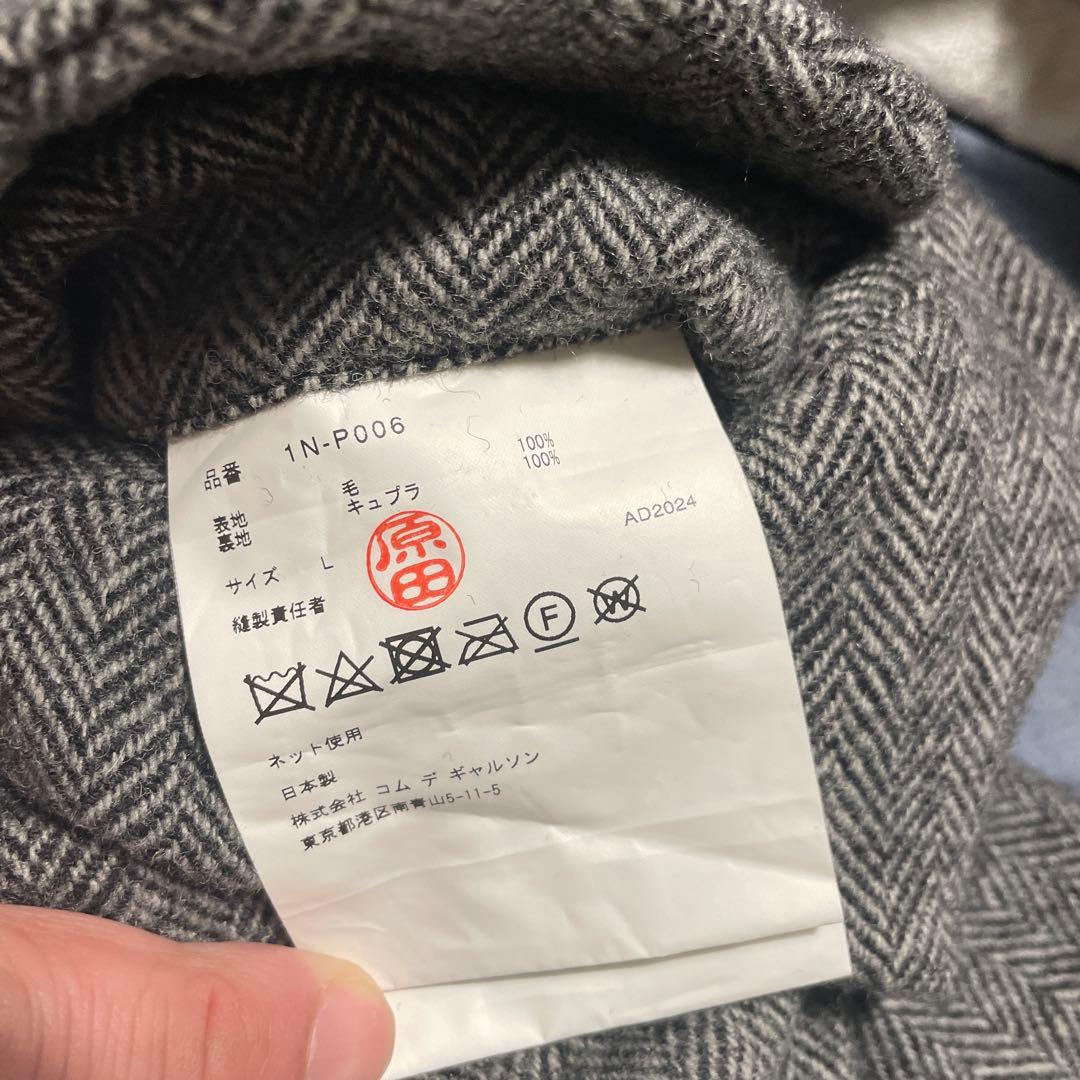 品番 1N-P006
表地 毛 100%
裏地 キュプラ 100%
サイズ L AD2024
縫製責任者 原田
F W
ネット使用
日本製
株式会社 コム デ ギャルソン
東京都港区南青山5-11-5